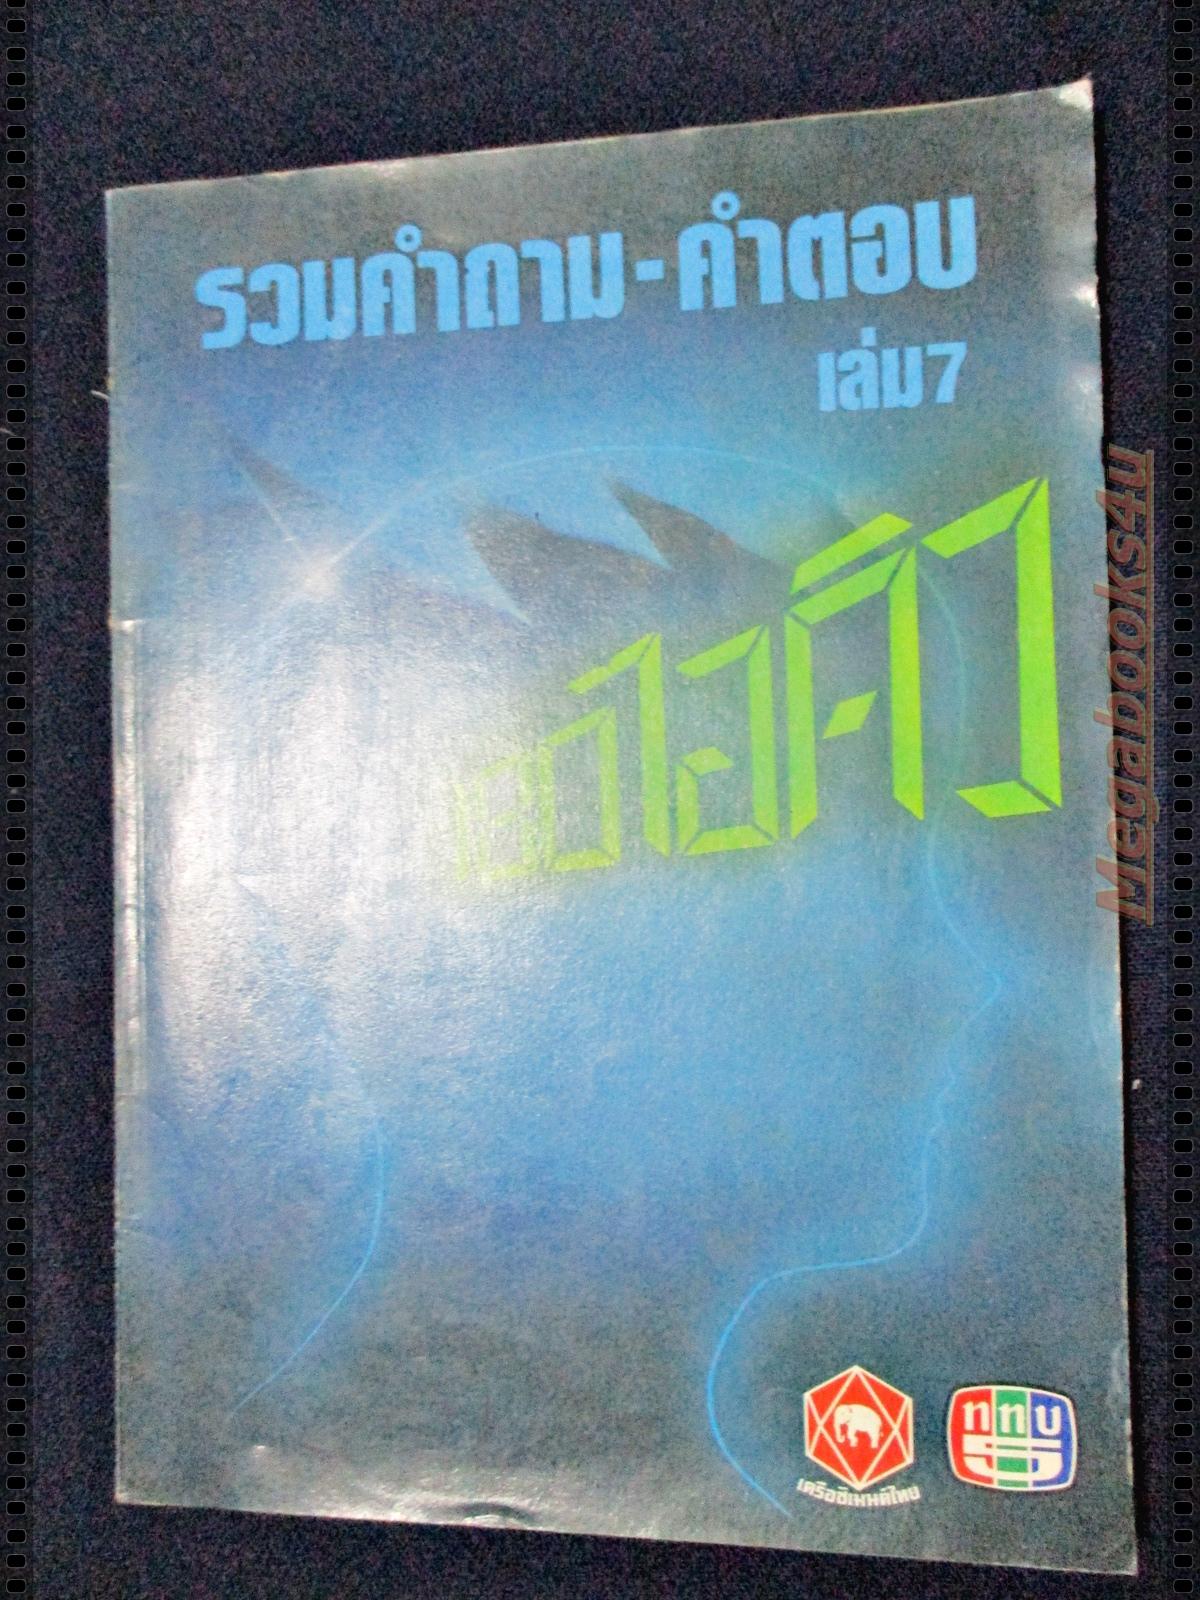 รวมคำถาม-คำตอบ
เล่ม7
180 ไอคิว
เครือซิเมนต์ไทย
ททบ
5
Megabooks4u